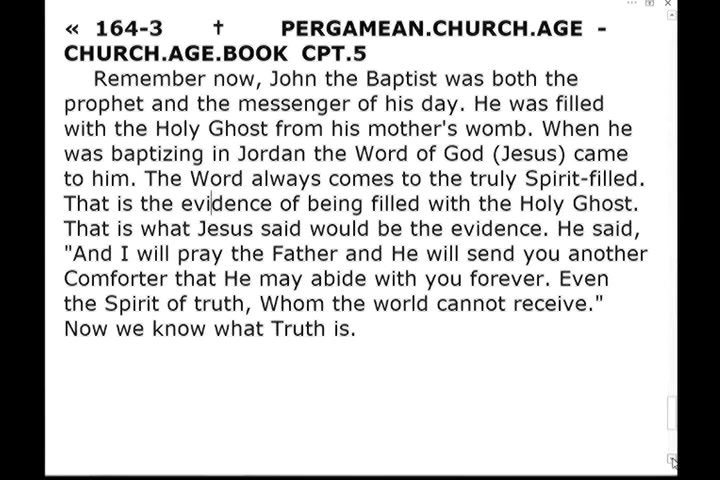 « 164-3 † PERGAMEAN.CHURCH.AGE -
CHURCH.AGE.BOOK CPT.5
Remember now, John the Baptist was both the
prophet and the messenger of his day. He was filled
with the Holy Ghost from his mother's womb. When he
was baptizing in Jordan the Word of God (Jesus) came
to him. The Word always comes to the truly Spirit-filled.
That is the evidence of being filled with the Holy Ghost.
That is what Jesus said would be the evidence. He said,
"And I will pray the Father and He will send you another
Comforter that He may abide with you forever. Even
the Spirit of truth, Whom the world cannot receive."
Now we know what Truth is.